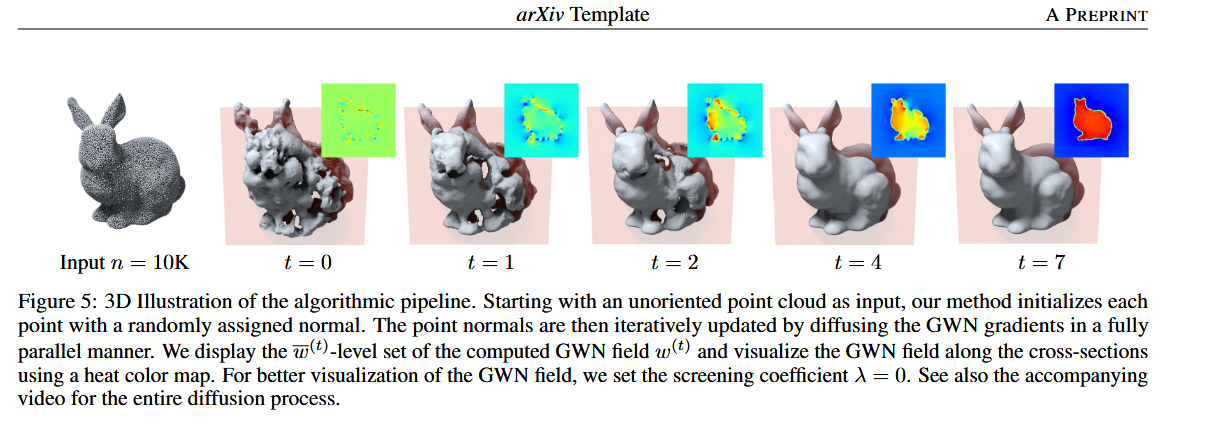 arXiv Template A PREPRINT
Input n = 10K t = 0 t = 1 t = 2 t = 4 t = 7
Figure 5: 3D Illustration of the algorithmic pipeline. Starting with an unoriented point cloud as input, our method initializes each
point with a randomly assigned normal. The point normals are then iteratively updated by diffusing the GWN gradients in a fully
parallel manner. We display the w̅⁽ᵗ⁾-level set of the computed GWN field w⁽ᵗ⁾ and visualize the GWN field along the cross-sections
using a heat color map. For better visualization of the GWN field, we set the screening coefficient λ = 0. See also the accompanying
video for the entire diffusion process.